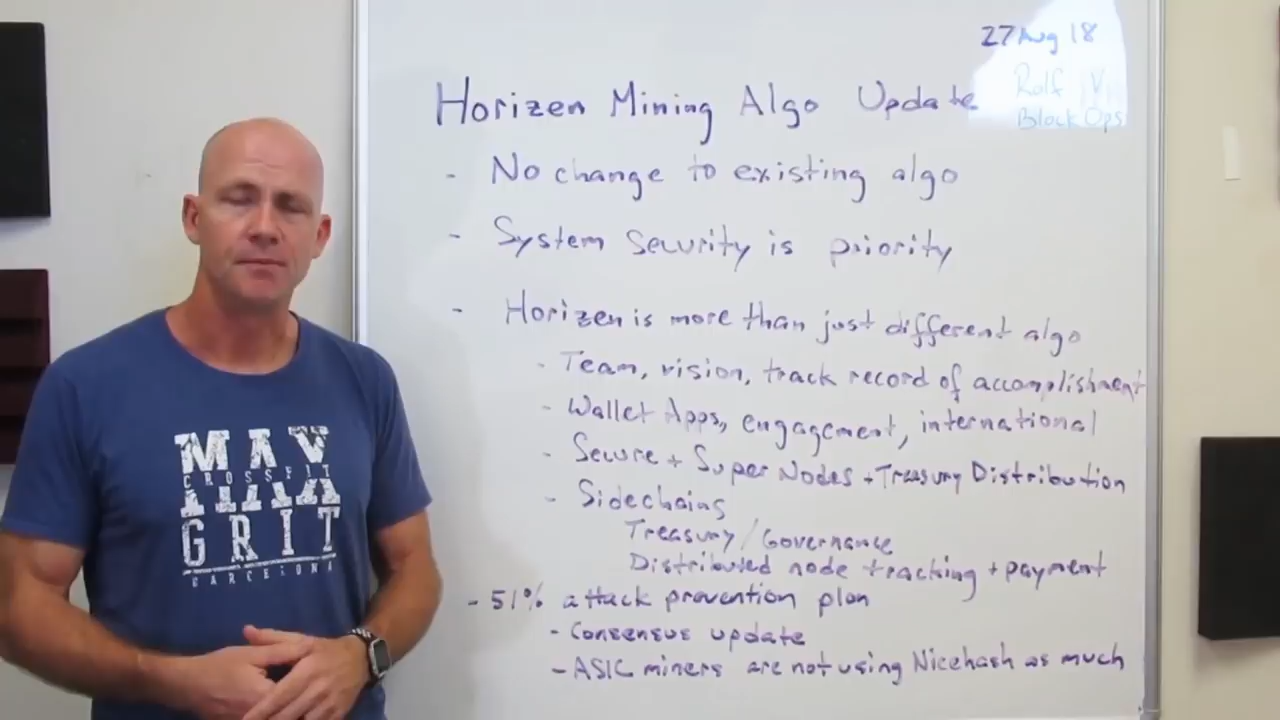 27 Aug 18
Rolf V
Block Ops
Horizen Mining Algo Update
- No change to existing algo
- System Security is priority
- Horizen is more than just different algo
- Team, vision, track record of accomplishment
- Wallet Apps, engagement, international
- Secure + Super Nodes + Treasury Distribution
- Sidechains
Treasury/Governance
Distributed node tracking + payment
- 51% attack prevention plan
- Consensus update
- ASIC miners are not using Nicehash as much
MAX
CROSSFIT
GRIT
BARCELONA